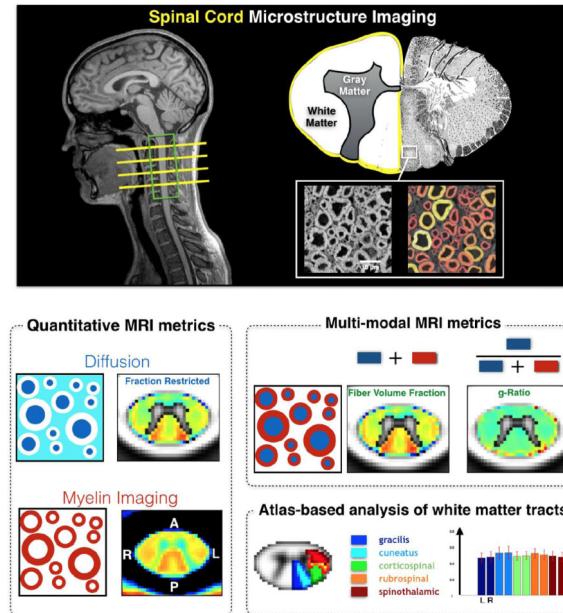 Spinal Cord Microstructure Imaging
Gray
Matter
White
Matter
Quantitative MRI metrics
Diffusion
Fraction Restricted
Myelin Imaging
A
R
L
P
Multi-modal MRI metrics
+
+
Fiber Volume Fraction
g-Ratio
Atlas-based analysis of white matter tracts
gracilis
cuneatus
corticospinal
rubrospinal
spinothalamic
L R